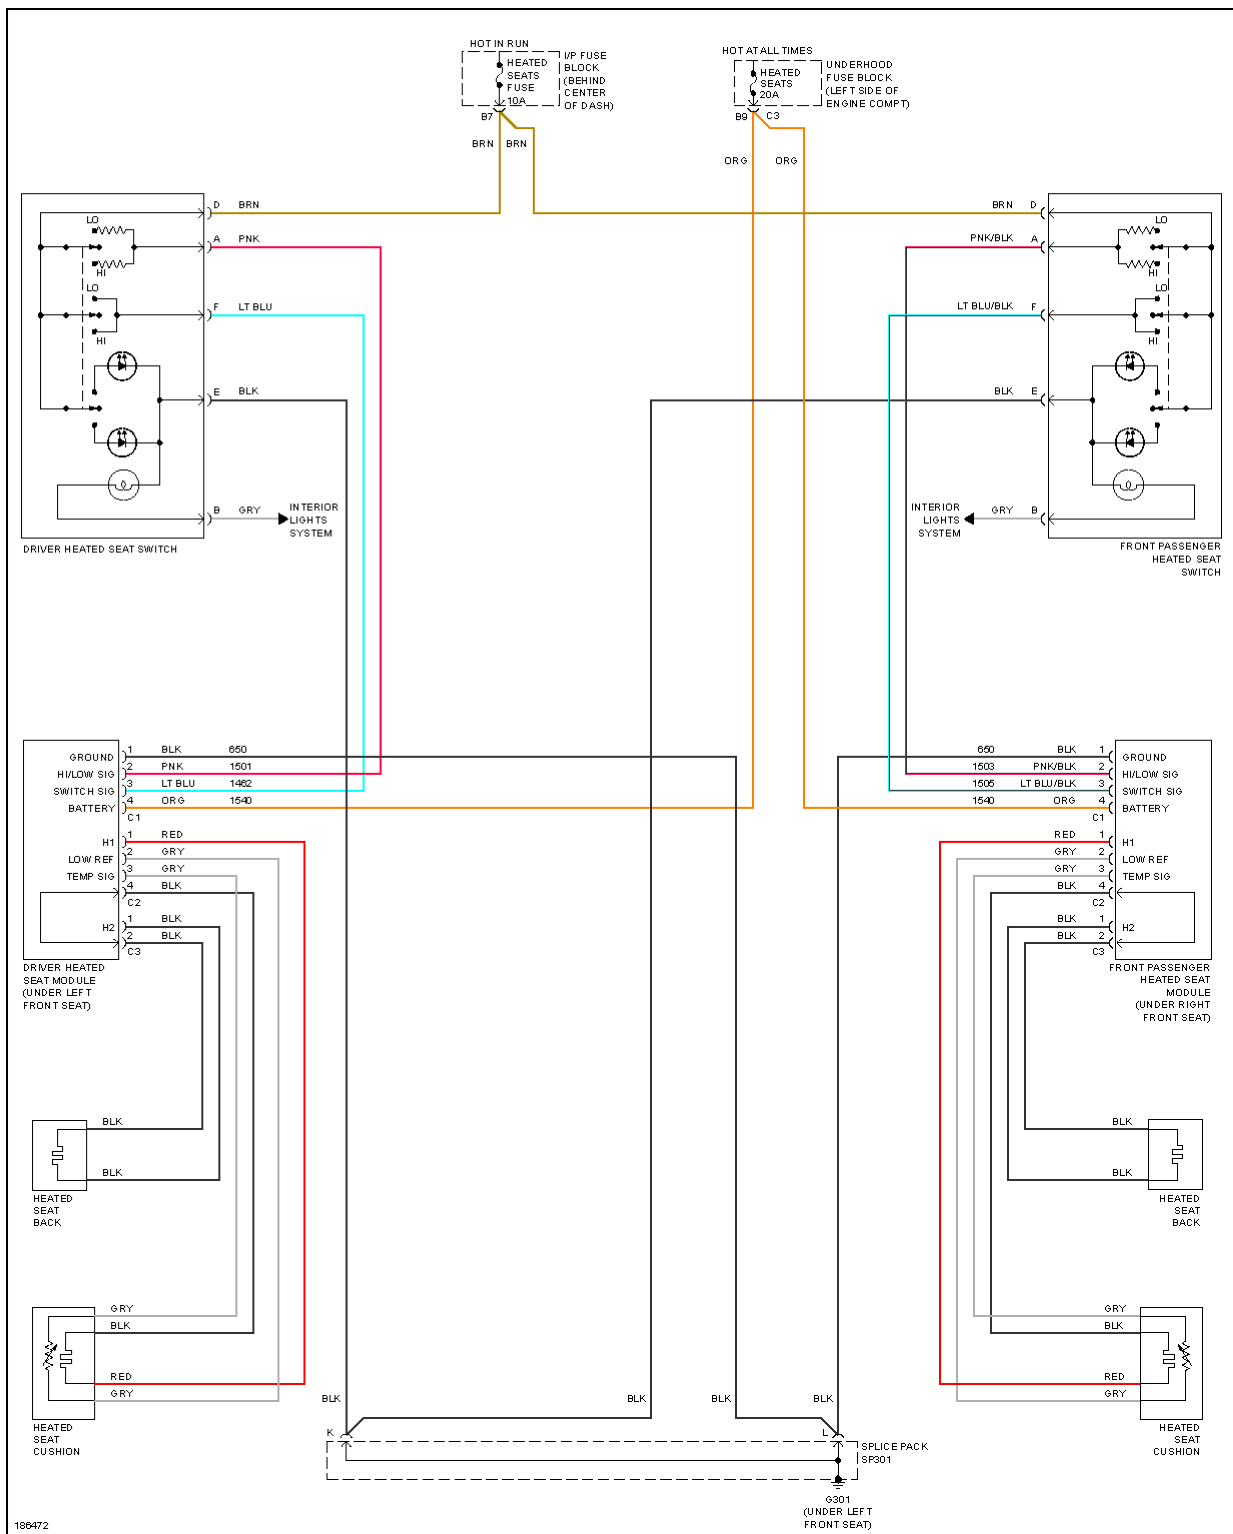 HOT IN RUN
HEATED
SEATS
FUSE
10A
I/P FUSE
BLOCK
(BEHIND
CENTER
OF DASH)
B7
BRN
BRN
HOT AT ALL TIMES
HEATED
SEATS
20A
UNDERHOOD
FUSE BLOCK
(LEFT SIDE OF
ENGINE COMPT)
B9
C3
ORG
ORG
LO
HI
LO
HI
D BRN
A PNK
F LT BLU
E BLK
B GRY
INTERIOR
LIGHTS
SYSTEM
DRIVER HEATED SEAT SWITCH
BRN D
PNK/BLK A
LT BLU/BLK F
BLK E
GRY B
INTERIOR
LIGHTS
SYSTEM
LO
HI
LO
HI
FRONT PASSENGER
HEATED SEAT
SWITCH
GROUND 1 BLK 650
HI/LOW SIG 2 PNK 1501
SWITCH SIG 3 LT BLU 1462
BATTERY 4 ORG 1540
C1
H1 1 RED
LOW REF 2 GRY
TEMP SIG 3 GRY
4 BLK
C2
H2 1 BLK
2 BLK
C3
DRIVER HEATED
SEAT MODULE
(UNDER LEFT
FRONT SEAT)
650 BLK 1 GROUND
1503 PNK/BLK 2 HI/LOW SIG
1505 LT BLU/BLK 3 SWITCH SIG
1540 ORG 4 BATTERY
C1
RED 1 H1
GRY 2 LOW REF
GRY 3 TEMP SIG
BLK 4
C2
BLK 1 H2
BLK 2
C3
FRONT PASSENGER
HEATED SEAT
MODULE
(UNDER RIGHT
FRONT SEAT)
BLK
BLK
HEATED
SEAT
BACK
BLK
BLK
HEATED
SEAT
BACK
GRY
BLK
RED
GRY
HEATED
SEAT
CUSHION
GRY
BLK
RED
GRY
HEATED
SEAT
CUSHION
BLK
BLK
BLK
BLK
K
L
SPLICE PACK
SP301
G301
(UNDER LEFT
FRONT SEAT)
186472